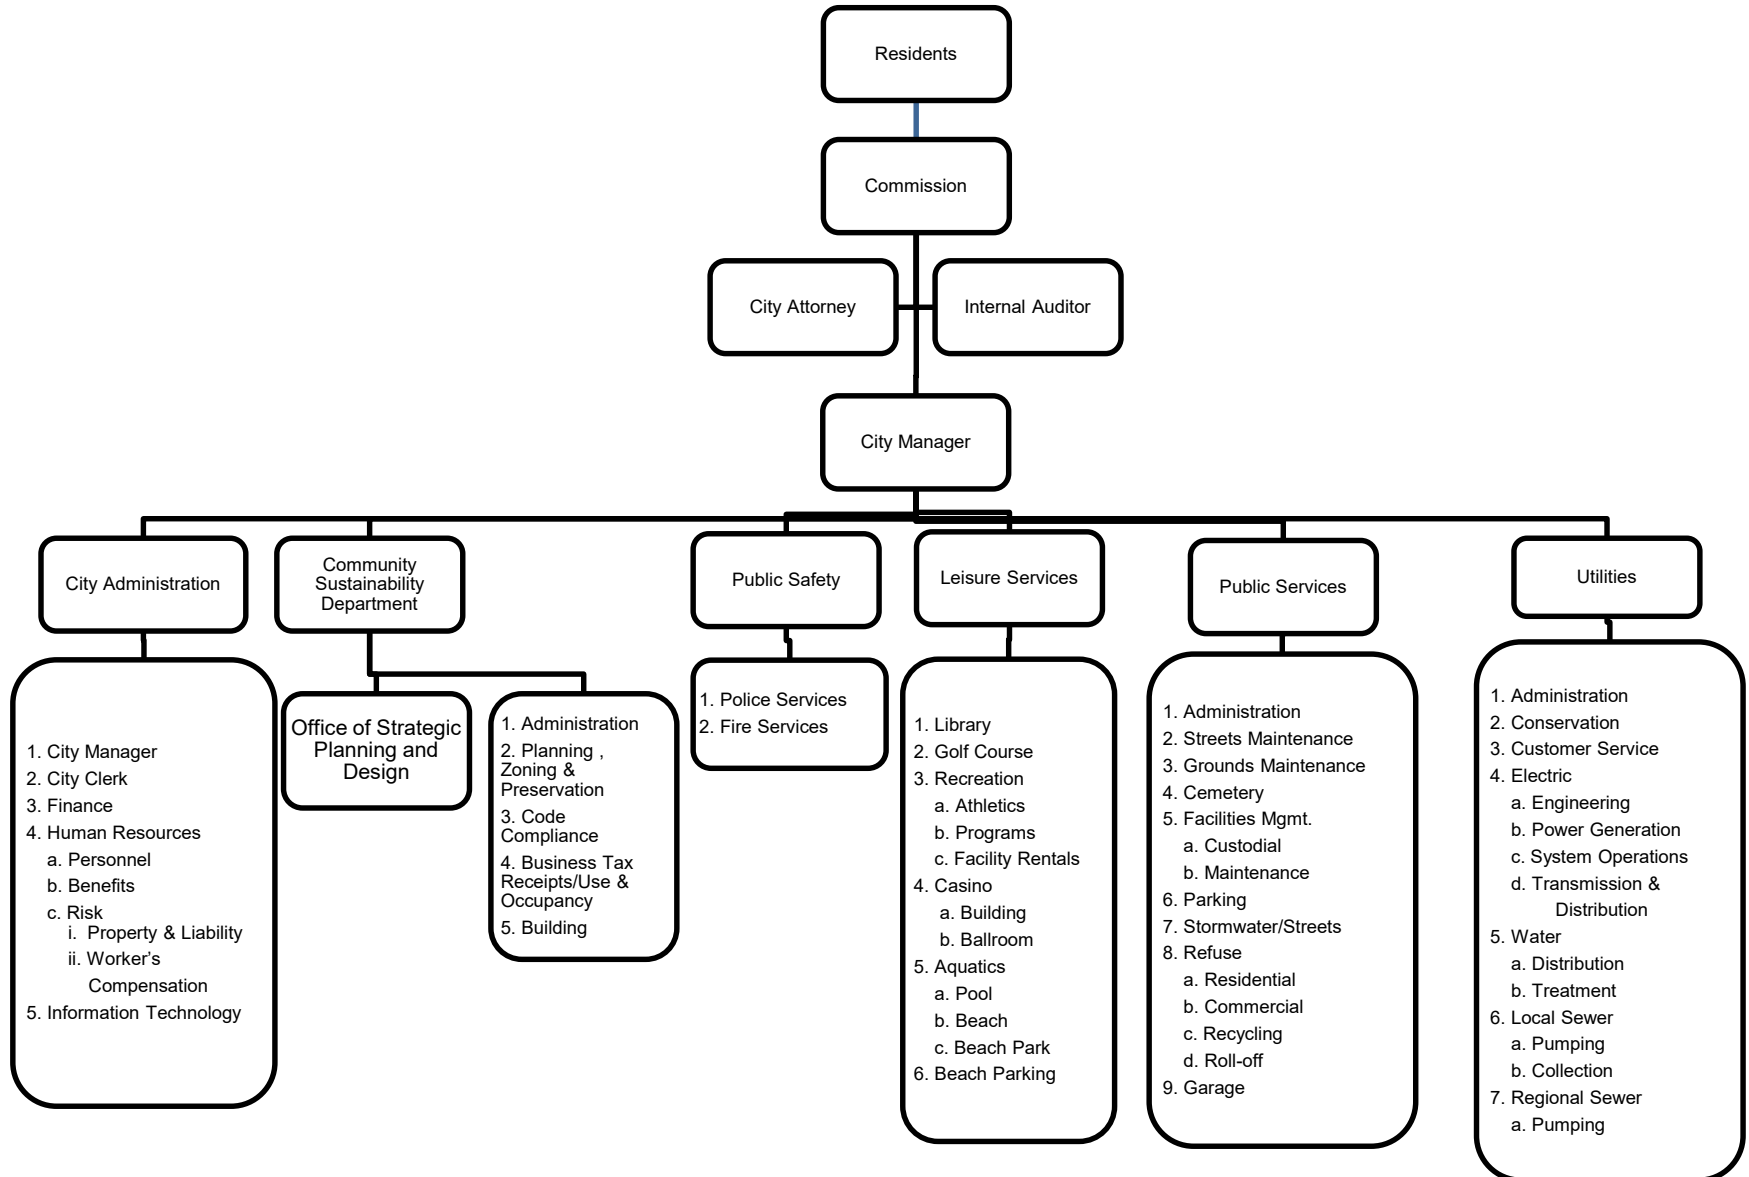 Residents
Commission
City Attorney
Internal Auditor
City Manager
City Administration
Community
Sustainability
Department
Public Safety
Leisure Services
Public Services
Utilities
1. City Manager
2. City Clerk
3. Finance
4. Human Resources
a. Personnel
b. Benefits
c. Risk
i. Property & Liability
ii. Worker’s
Compensation
5. Information Technology
Office of Strategic
Planning and
Design
1. Administration
2. Planning ,
Zoning &
Preservation
3. Code
Compliance
4. Business Tax
Receipts/Use &
Occupancy
5. Building
1. Police Services
2. Fire Services
1. Library
2. Golf Course
3. Recreation
a. Athletics
b. Programs
c. Facility Rentals
4. Casino
a. Building
b. Ballroom
5. Aquatics
a. Pool
b. Beach
c. Beach Park
6. Beach Parking
1. Administration
2. Streets Maintenance
3. Grounds Maintenance
4. Cemetery
5. Facilities Mgmt.
a. Custodial
b. Maintenance
6. Parking
7. Stormwater/Streets
8. Refuse
a. Residential
b. Commercial
c. Recycling
d. Roll-off
9. Garage
1. Administration
2. Conservation
3. Customer Service
4. Electric
a. Engineering
b. Power Generation
c. System Operations
d. Transmission &
Distribution
5. Water
a. Distribution
b. Treatment
6. Local Sewer
a. Pumping
b. Collection
7. Regional Sewer
a. Pumping